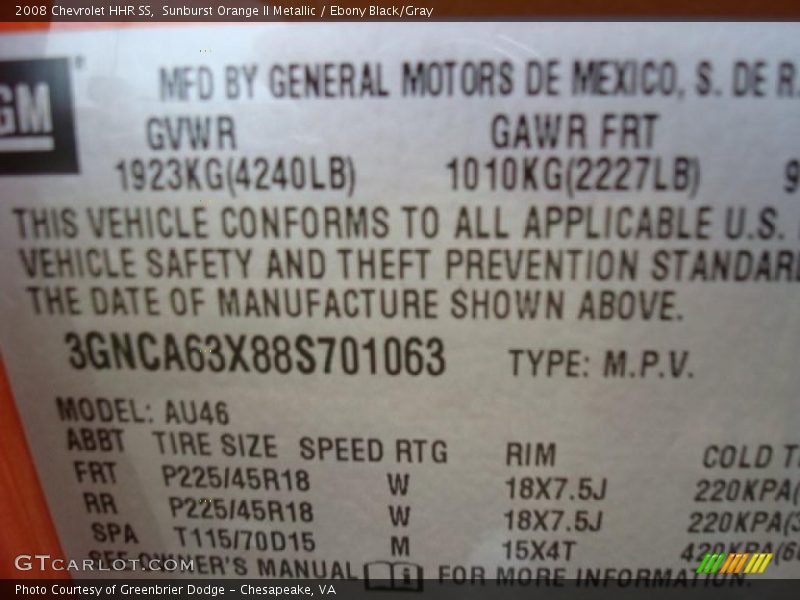 2008 Chevrolet HHR SS,  Sunburst Orange II Metallic / Ebony Black/Gray
GM
MFD BY GENERAL MOTORS DE MEXICO, S. DE R.
GVWR GAWR FRT
1923KG(4240LB) 1010KG(2227LB) 9
THIS VEHICLE CONFORMS TO ALL APPLICABLE U.S.
VEHICLE SAFETY AND THEFT PREVENTION STANDAR
THE DATE OF MANUFACTURE SHOWN ABOVE.
3GNCA63X88S701063 TYPE: M.P.V.
MODEL: AU46
ABBT TIRE SIZE SPEED RTG RIM COLD T
FRT P225/45R18 W 18X7.5J 220KPA(
RR P225/45R18 W 18X7.5J 220KPA(3
SPA T115/70D15 M 15X4T 420KPA(60
SEE OWNER'S MANUAL i FOR MORE INFORMATION.
GTcarlot.com
Photo Courtesy of Greenbrier Dodge – Chesapeake, VA